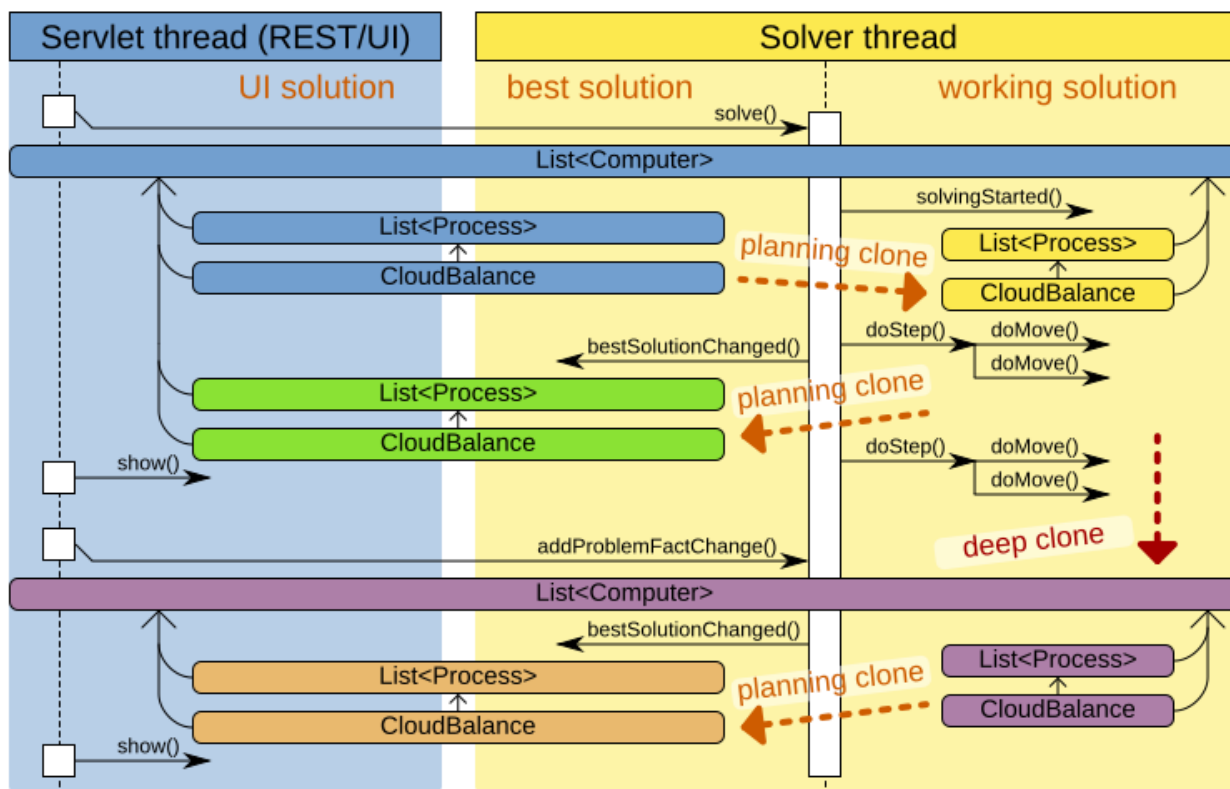 Servlet thread (REST/UI)
Solver thread
UI solution
best solution
working solution
solve()
List<Computer>
solvingStarted()
List<Process>
List<Process>
planning clone
CloudBalance
CloudBalance
doStep()
doMove()
bestSolutionChanged()
doMove()
List<Process>
planning clone
CloudBalance
doStep()
doMove()
show()
doMove()
deep clone
addProblemFactChange()
List<Computer>
bestSolutionChanged()
List<Process>
List<Process>
planning clone
CloudBalance
CloudBalance
show()